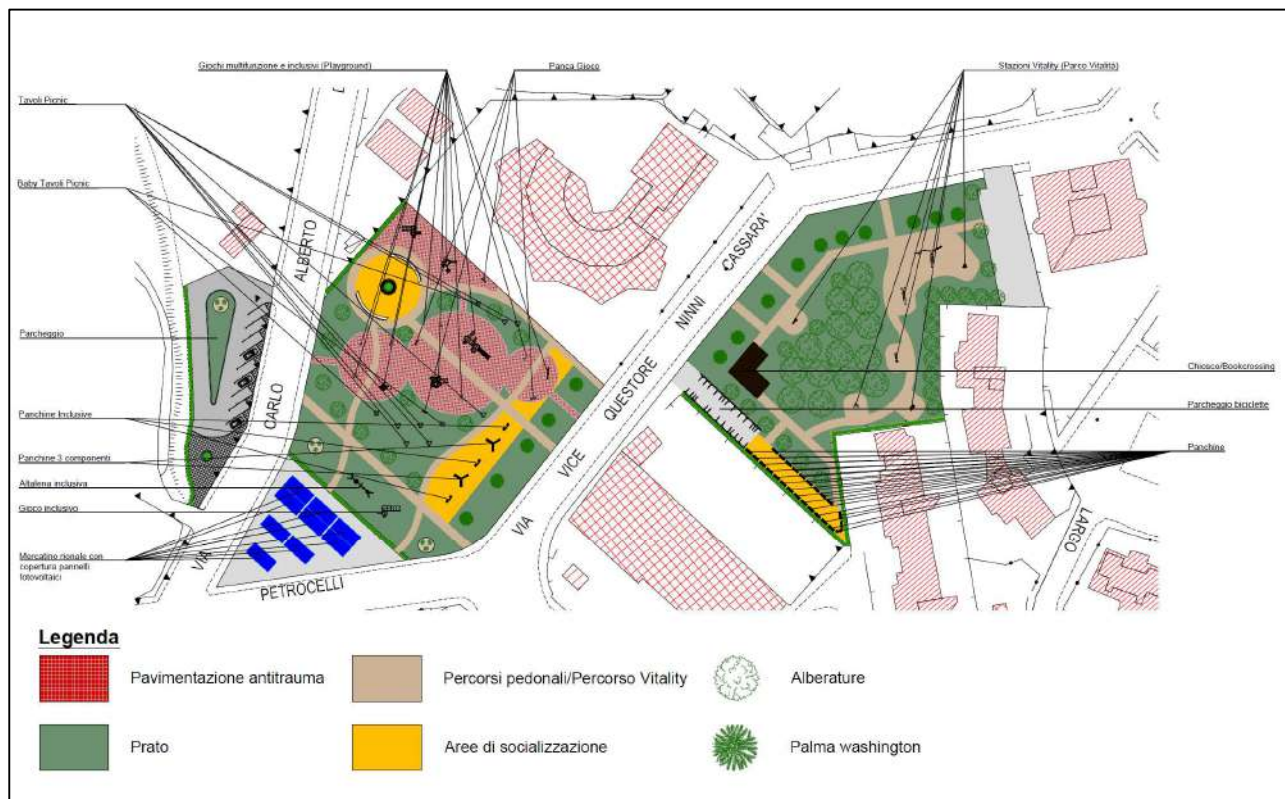 Giochi multifunzione e inclusivi (Playground)
Panca Gioco
Stazioni Vitality (Parco Vitalità)
Tavoli Picnic
Baby Tavoli Picnic
Parcheggio
Panchine Inclusive
Panchine 3 componenti
Altalena inclusiva
Gioco inclusivo
Mercatino rionale con
copertura pannelli
fotovoltaici
VIA CARLO ALBERTO
PETROCELLI
VIA VICE QUESTORE NINNI CASSARA'
Chiosco/Bookcrossing
Parcheggio biciclette
Panchine
LARGO
Legenda
Pavimentazione antitrauma
Percorsi pedonali/Percorso Vitality
Alberature
Prato
Aree di socializzazione
Palma washington